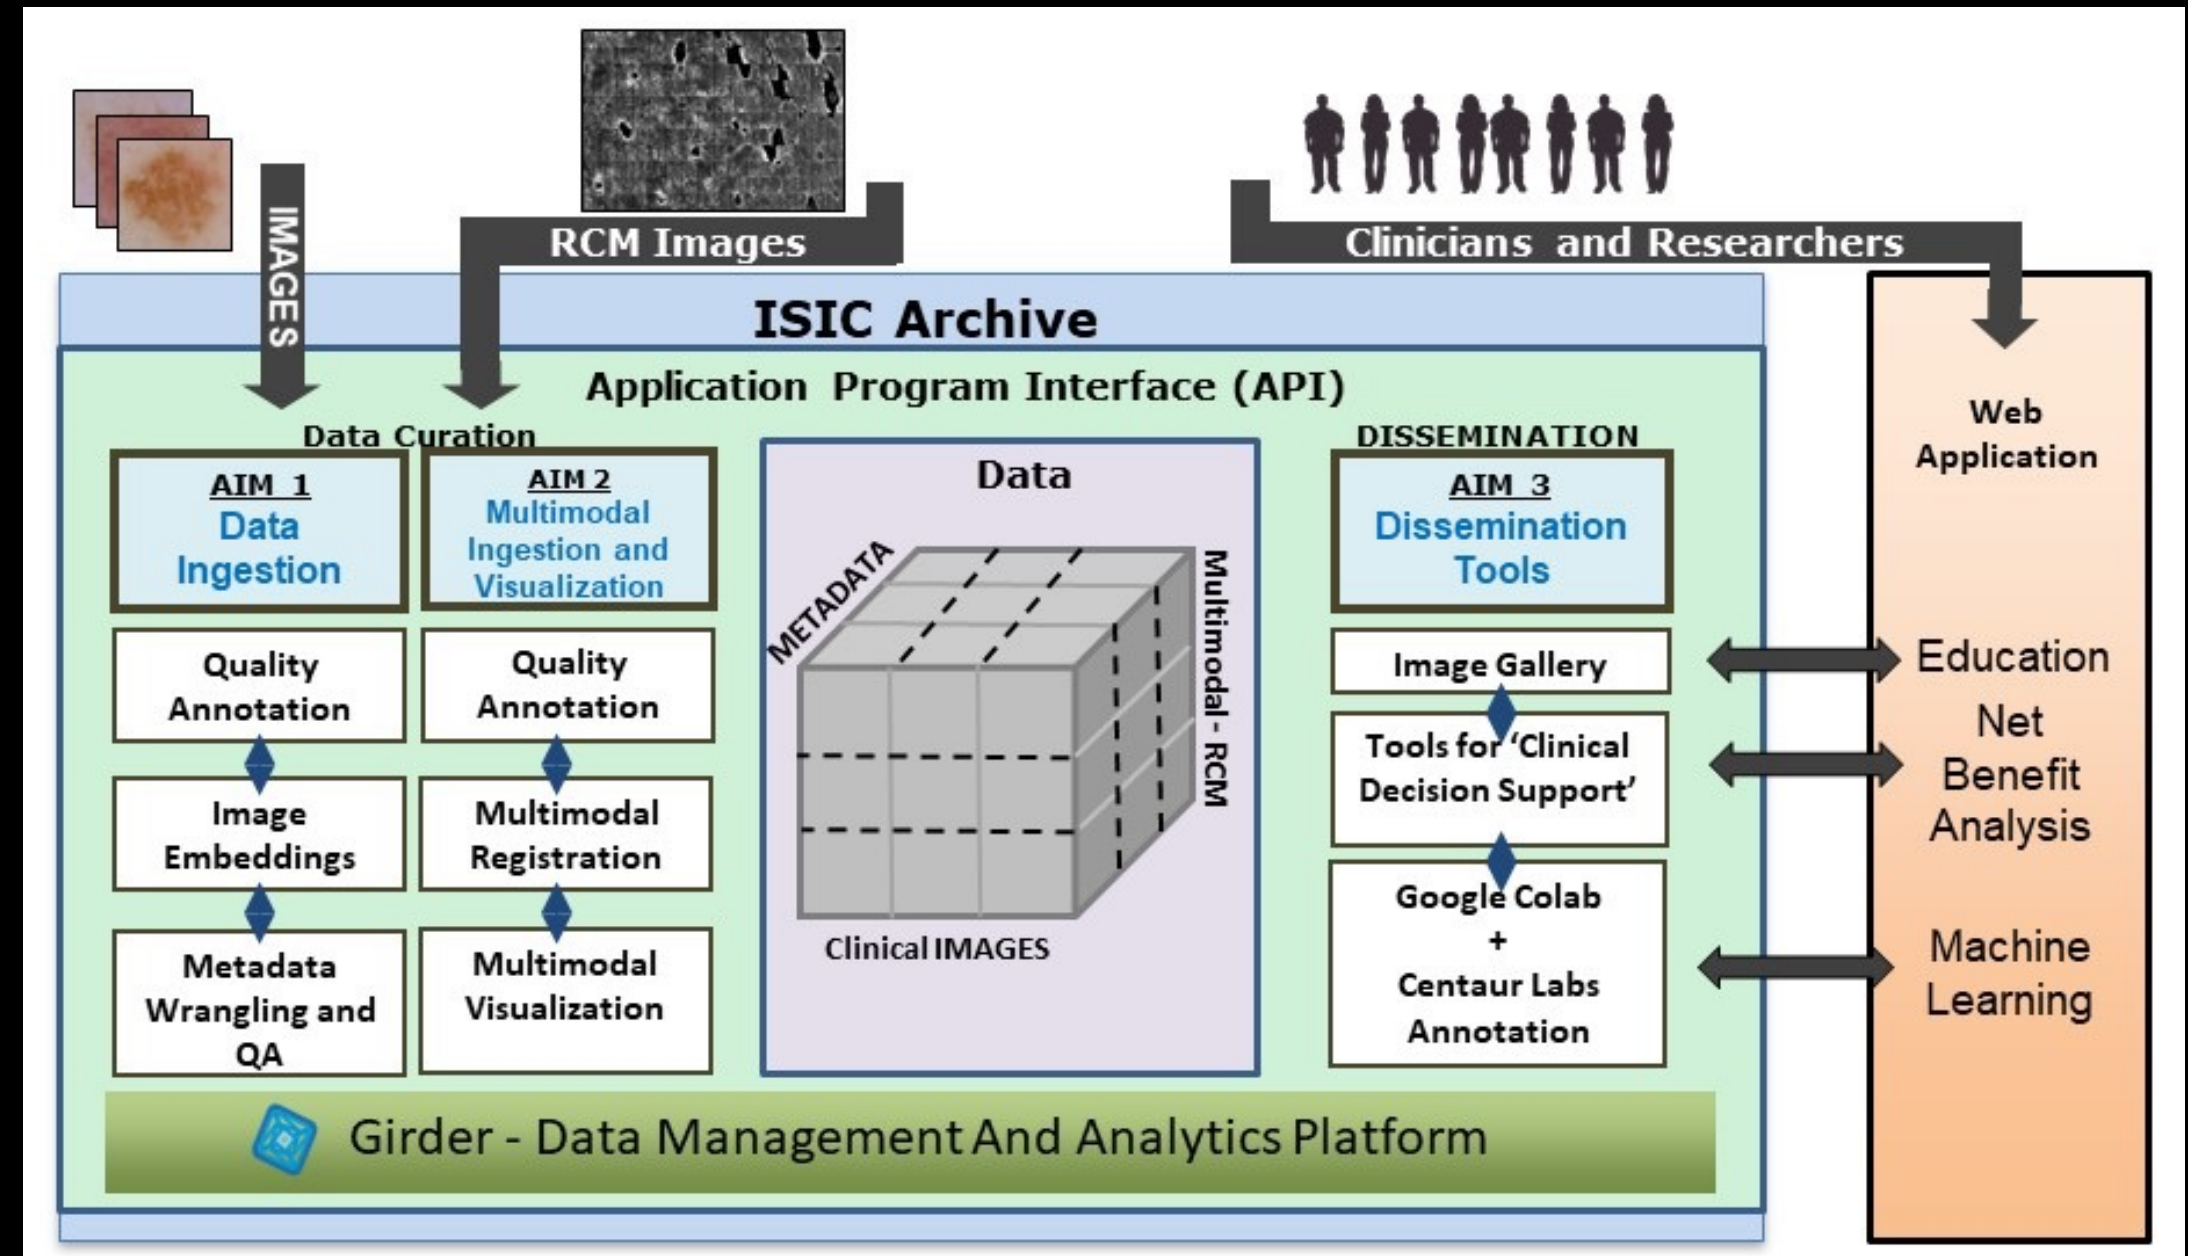 IMAGES
RCM Images
Clinicians and Researchers
ISIC Archive
Application Program Interface (API)
Data Curation
AIM 1
Data
Ingestion
Quality
Annotation
Image
Embeddings
Metadata
Wrangling and
QA
AIM 2
Multimodal
Ingestion and
Visualization
Quality
Annotation
Multimodal
Registration
Multimodal
Visualization
Data
METADATA
Multimodal - RCM
Clinical IMAGES
DISSEMINATION
AIM 3
Dissemination
Tools
Image Gallery
Tools for ‘Clinical
Decision Support’
Google Colab
+
Centaur Labs
Annotation
Web
Application
Education
Net
Benefit
Analysis
Machine
Learning
Girder - Data Management And Analytics Platform